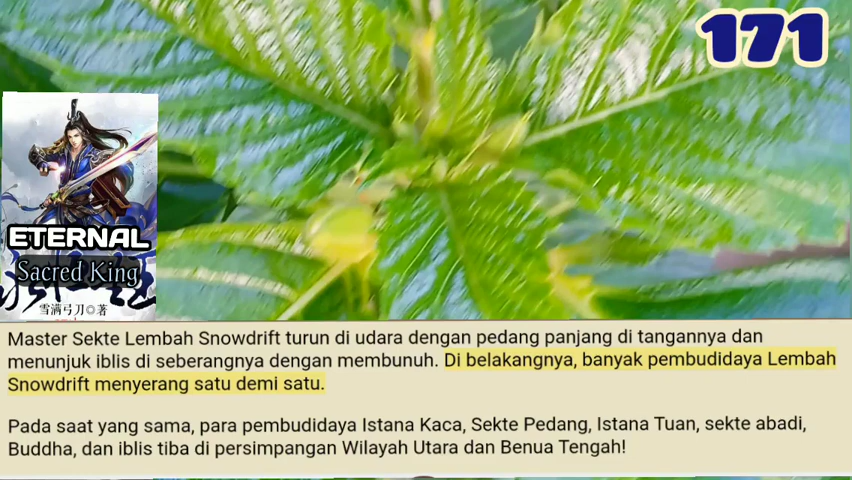 171
ETERNAL
Sacred King
雪满弓刀◎著
Master Sekte Lembah Snowdrift turun di udara dengan pedang panjang di tangannya dan
menunjuk iblis di seberangnya dengan membunuh. Di belakangnya, banyak pembudidaya Lembah
Snowdrift menyerang satu demi satu.
Pada saat yang sama, para pembudidaya Istana Kaca, Sekte Pedang, Istana Tuan, sekte abadi,
Buddha, dan iblis tiba di persimpangan Wilayah Utara dan Benua Tengah!